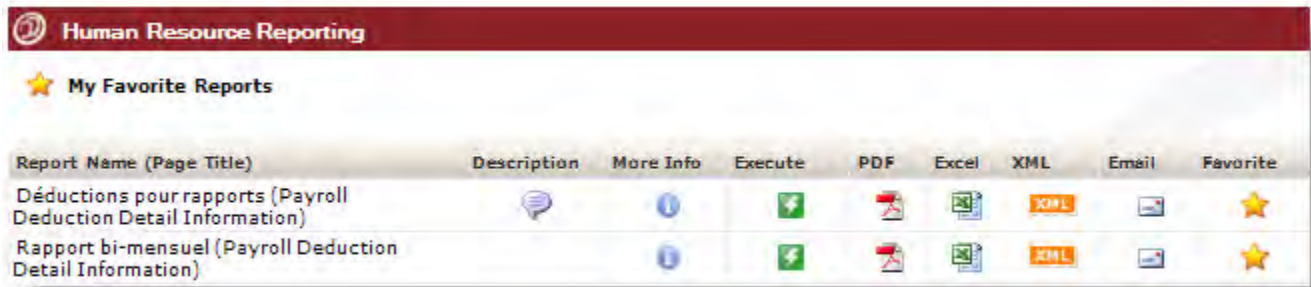 Human Resource Reporting
My Favorite Reports
Report Name (Page Title) Description More Info Execute PDF Excel XML Email Favorite
Déductions pour rapports (Payroll
Deduction Detail Information)
XML
Rapport bi-mensuel (Payroll Deduction
Detail Information)
XML